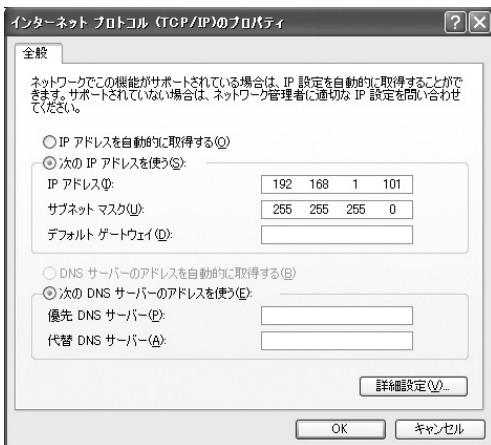 インターネット プロトコル (TCP/IP)のプロパティ
全般
ネットワークでこの機能がサポートされている場合は、IP 設定を自動的に取得することがで
きます。サポートされていない場合は、ネットワーク管理者に適切な IP 設定を問い合わせ
てください。
IP アドレスを自動的に取得する(O)
次の IP アドレスを使う(S):
IP アドレス(I): 192 168 1 101
サブネット マスク(U): 255 255 255 0
デフォルト ゲートウェイ(D):
DNS サーバーのアドレスを自動的に取得する(B)
次の DNS サーバーのアドレスを使う(E):
優先 DNS サーバー(P):
代替 DNS サーバー(A):
詳細設定(V)...
OK キャンセル